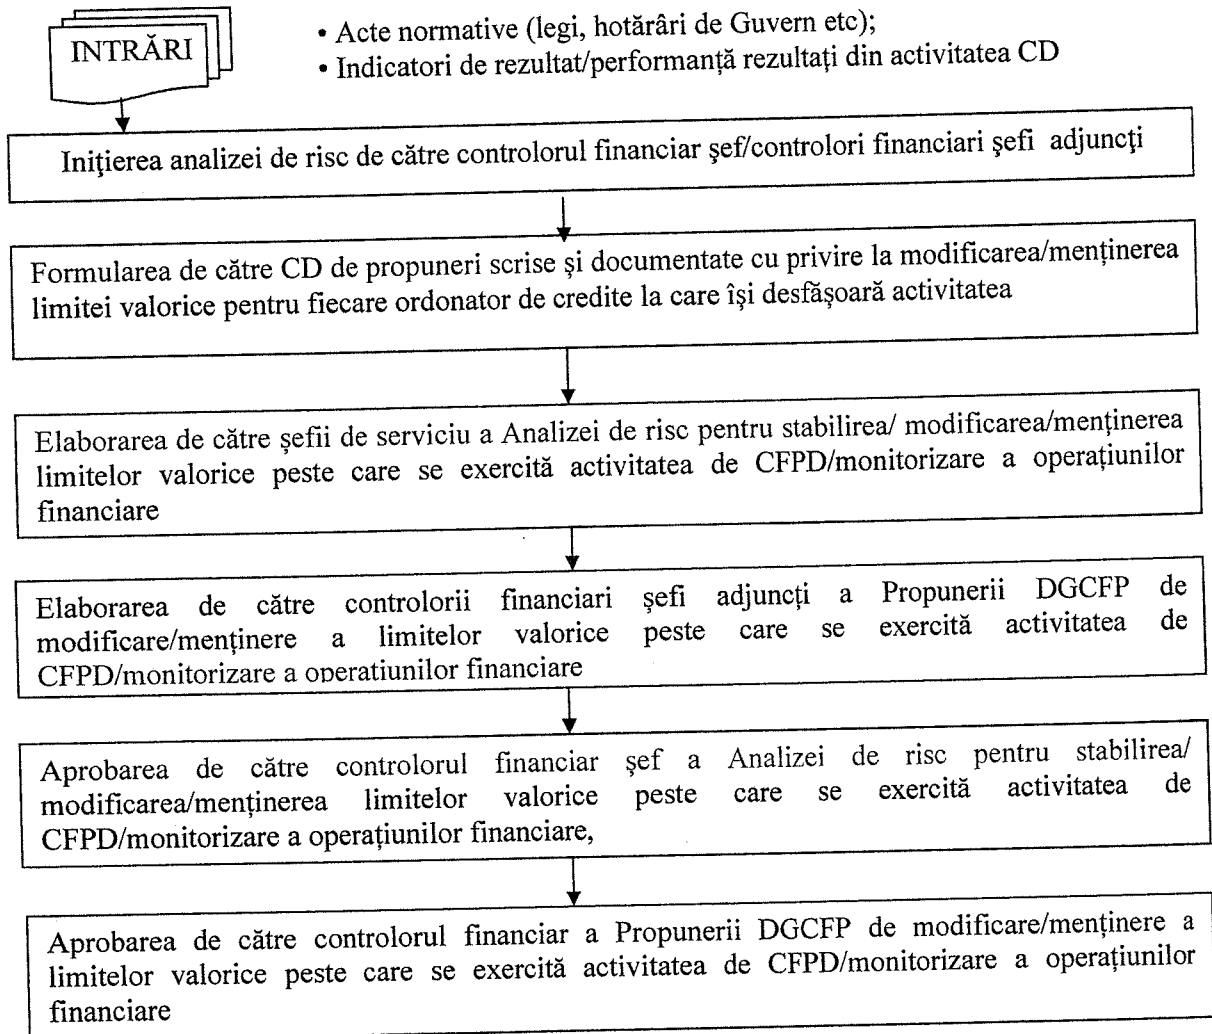 INTRĂRI
• Acte normative (legi, hotărâri de Guvern etc);
• Indicatori de rezultat/performanță rezultați din activitatea CD
Iniţierea analizei de risc de către controlorul financiar şef/controlori financiari şefi adjuncţi
Formularea de către CD de propuneri scrise și documentate cu privire la modificarea/menținerea
limitei valorice pentru fiecare ordonator de credite la care își desfășoară activitatea
Elaborarea de către șefii de serviciu a Analizei de risc pentru stabilirea/ modificarea/menținerea
limitelor valorice peste care se exercită activitatea de CFPD/monitorizare a operațiunilor
financiare
Elaborarea de către controlorii financiari șefi adjuncți a Propunerii DGCFP de
modificare/menținere a limitelor valorice peste care se exercită activitatea de
CFPD/monitorizare a operatiunilor financiare
Aprobarea de către controlorul financiar șef a Analizei de risc pentru stabilirea/
modificarea/menținerea limitelor valorice peste care se exercită activitatea de
CFPD/monitorizare a operațiunilor financiare,
Aprobarea de către controlorul financiar a Propunerii DGCFP de modificare/menținere a
limitelor valorice peste care se exercită activitatea de CFPD/monitorizare a operațiunilor
financiare